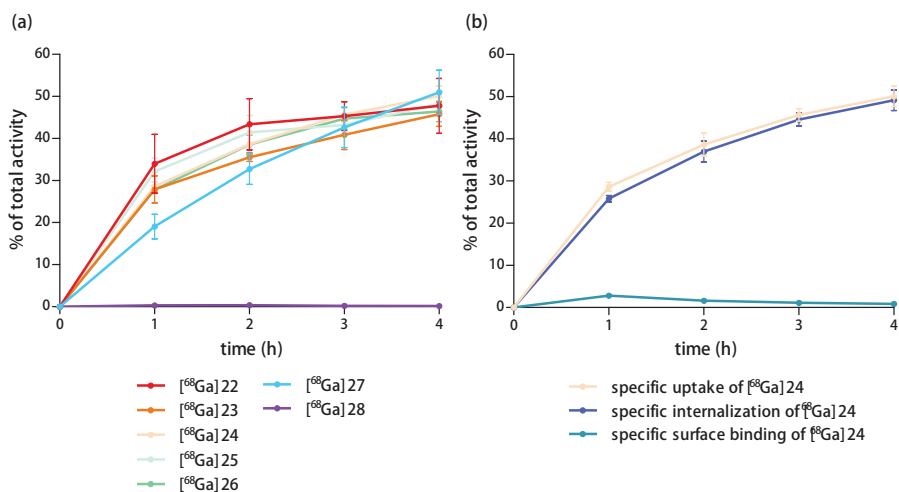 (a)
60
50
40
30
20
10
0
% of total activity
0 1 2 3 4
time (h)
[⁶⁸Ga]22
[⁶⁸Ga]23
[⁶⁸Ga]24
[⁶⁸Ga]25
[⁶⁸Ga]26
[⁶⁸Ga]27
[⁶⁸Ga]28
(b)
60
50
40
30
20
10
0
% of total activity
0 1 2 3 4
time (h)
specific uptake of [⁶⁸Ga]24
specific internalization of [⁶⁸Ga]24
specific surface binding of [⁶⁸Ga]24